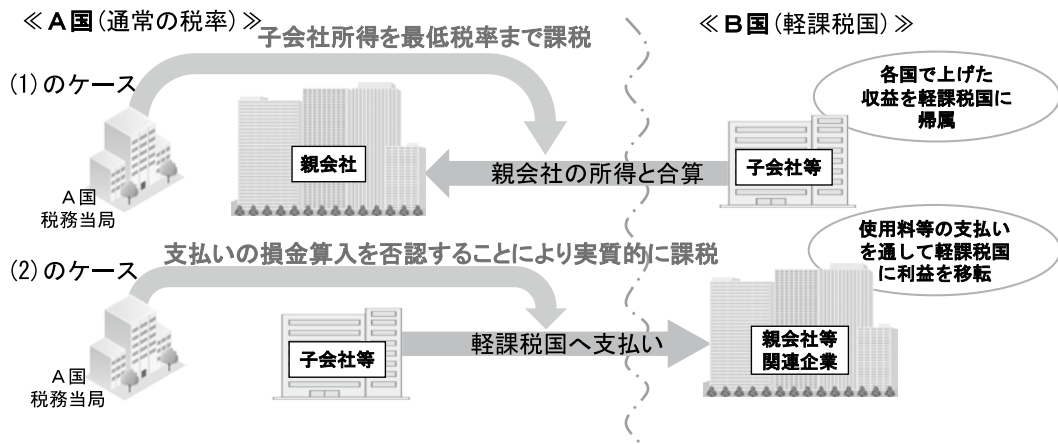 ≪A国(通常の税率)≫
≪B国(軽課税国)≫
子会社所得を最低税率まで課税
(1)のケース
各国で上げた
収益を軽課税国に
帰属
親会社
親会社の所得と合算
子会社等
A国
税務当局
支払いの損金算入を否認することにより実質的に課税
(2)のケース
使用料等の支払い
を通して軽課税国
に利益を移転
子会社等
軽課税国へ支払い
親会社等
関連企業
A国
税務当局